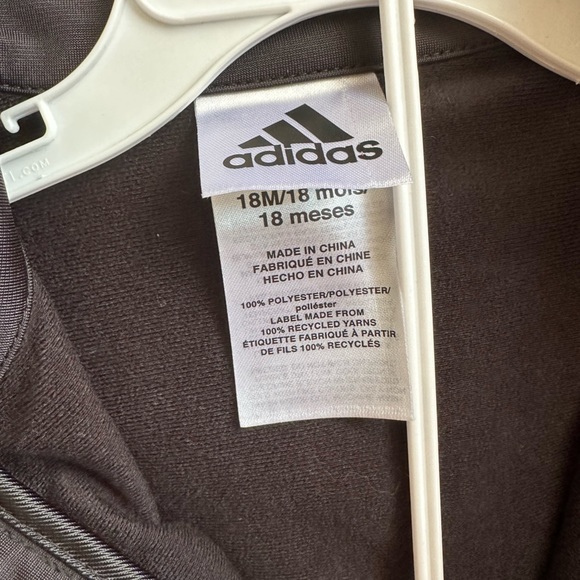 adidas
18M/18 mois/
18 meses
MADE IN CHINA
FABRIQUÉ EN CHINE
HECHO EN CHINA
100% POLYESTER/POLYESTER/
poliéster
LABEL MADE FROM
100% RECYCLED YARNS
ÉTIQUETTE FABRIQUÉ À PARTIR
DE FILS 100% RECYCLÉS